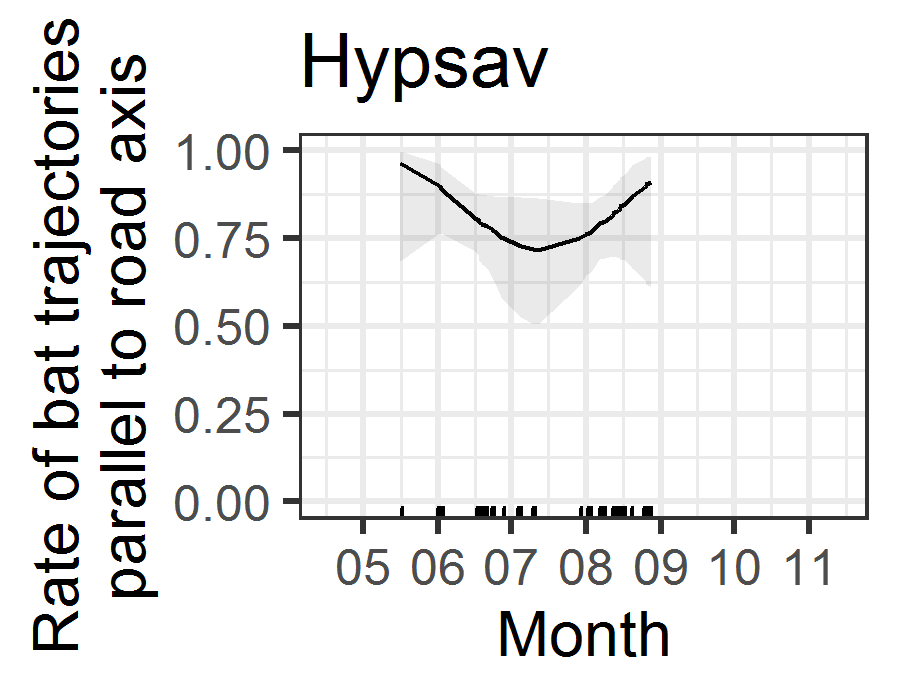 Hypsav
Rate of bat trajectories
parallel to road axis
1.00
0.75
0.50
0.25
0.00
05 06 07 08 09 10 11
Month